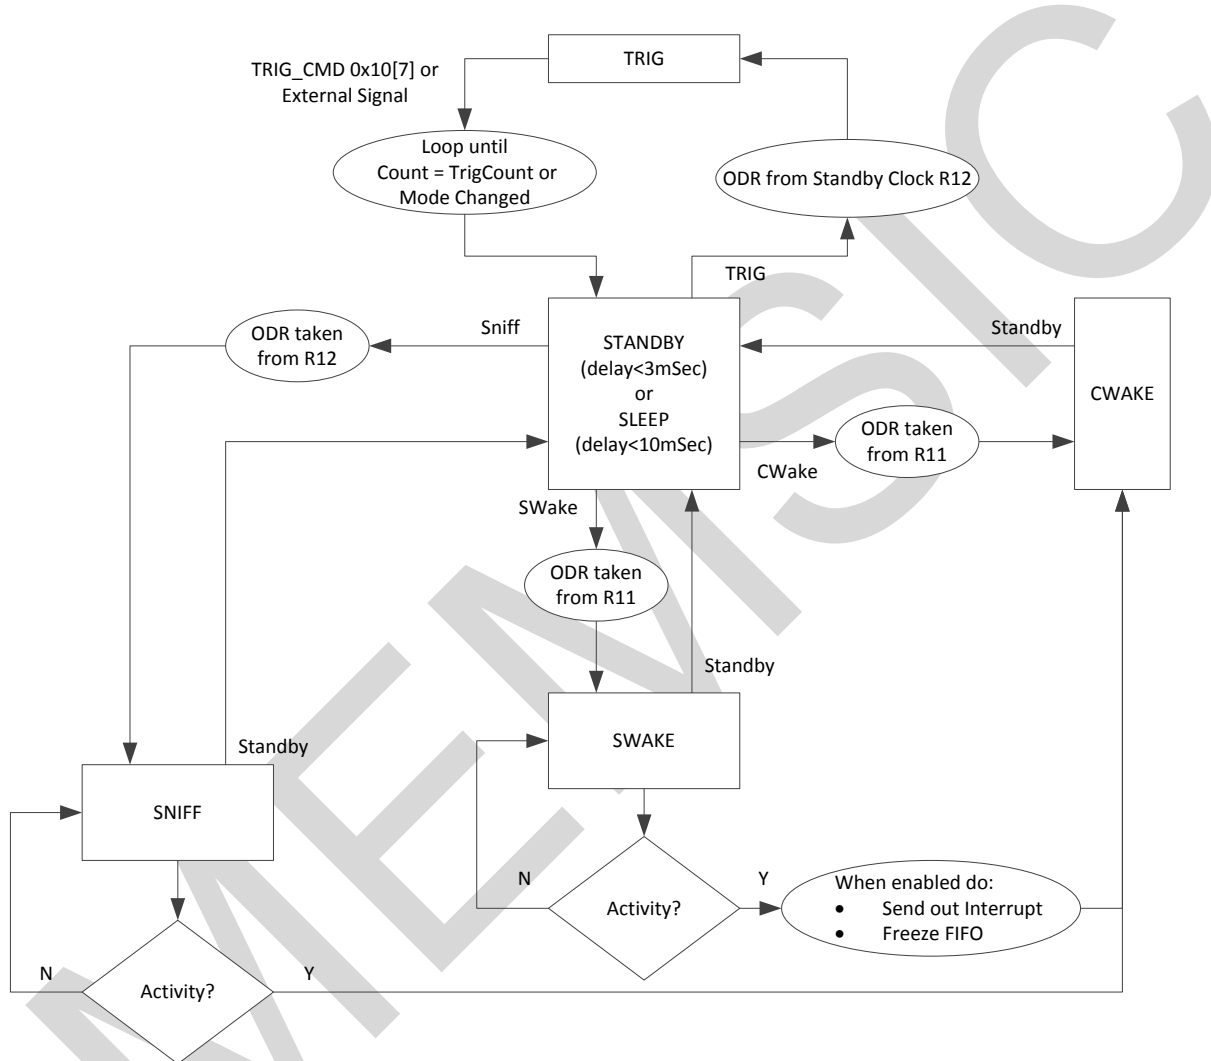 TRIG
TRIG_CMD 0x10[7] or
External Signal
Loop until
Count = TrigCount or
Mode Changed
ODR from Standby Clock R12
TRIG
Sniff
ODR taken
from R12
STANDBY
(delay<3mSec)
or
SLEEP
(delay<10mSec)
Standby
CWAKE
ODR taken
from R11
CWake
SWake
ODR taken
from R11
Standby
SWAKE
Standby
SNIFF
N
Activity?
Y
When enabled do:
• Send out Interrupt
• Freeze FIFO
N
Activity?
Y
MEMSIC